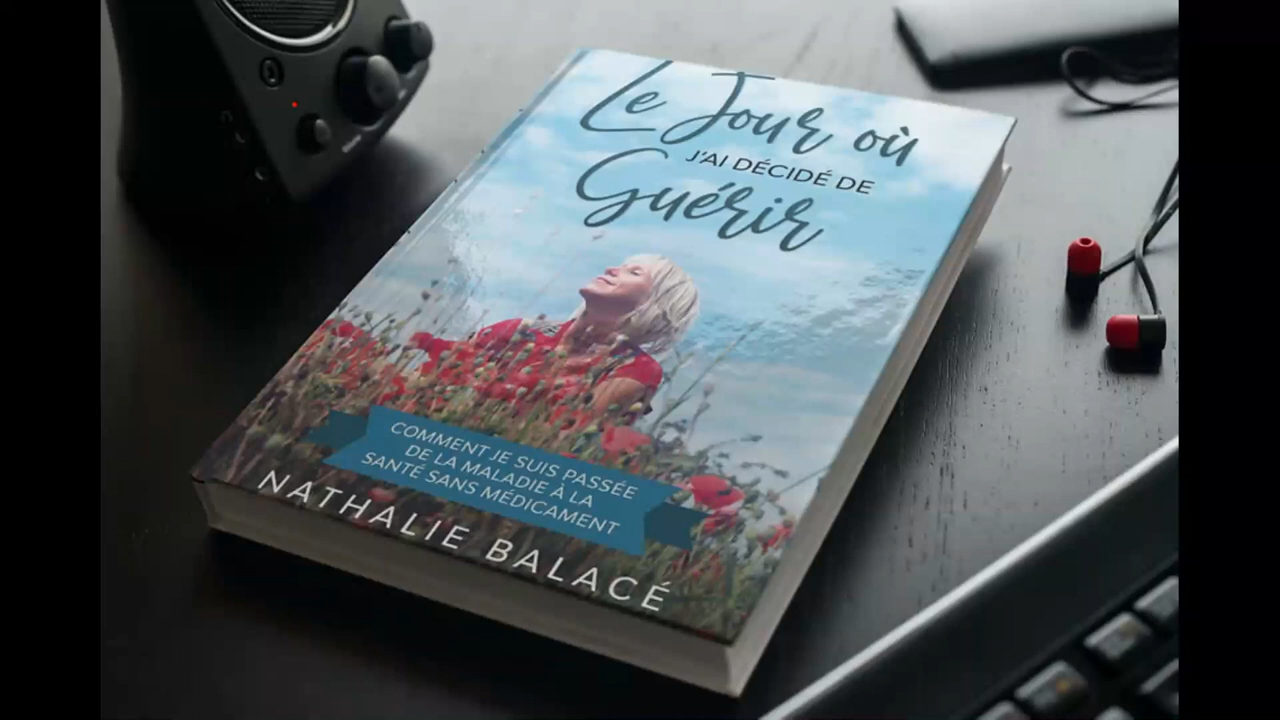 Le Jour où
J'AI DÉCIDÉ DE
Guérir
COMMENT JE SUIS PASSÉE
DE LA MALADIE À LA
SANTÉ SANS MÉDICAMENT
NATHALIE BALACÉ